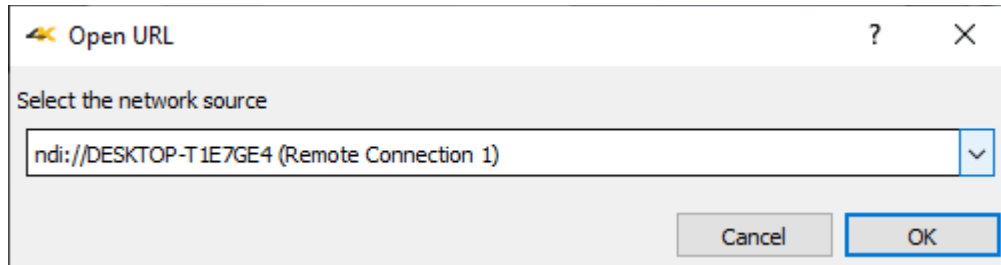 4K Open URL ?
Select the network source
ndi://DESKTOP-T1E7GE4 (Remote Connection 1)
Cancel OK